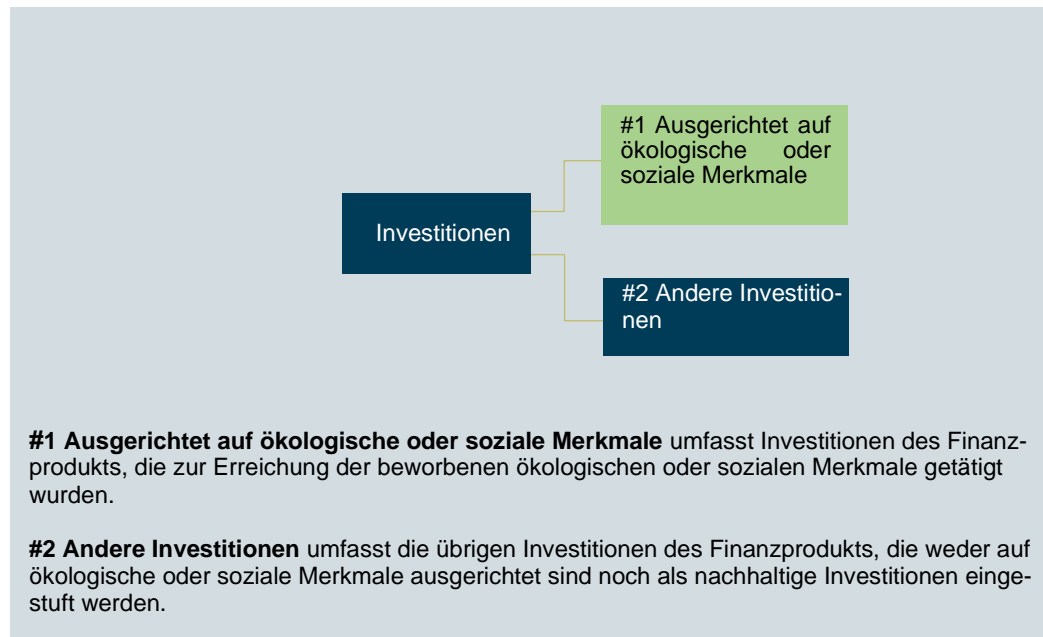 #1 Ausgerichtet auf
ökologische oder
soziale Merkmale
Investitionen
#2 Andere Investitio-
nen
#1 Ausgerichtet auf ökologische oder soziale Merkmale umfasst Investitionen des Finanz-
produkts, die zur Erreichung der beworbenen ökologischen oder sozialen Merkmale getätigt
wurden.
#2 Andere Investitionen umfasst die übrigen Investitionen des Finanzprodukts, die weder auf
ökologische oder soziale Merkmale ausgerichtet sind noch als nachhaltige Investitionen einge-
stuft werden.